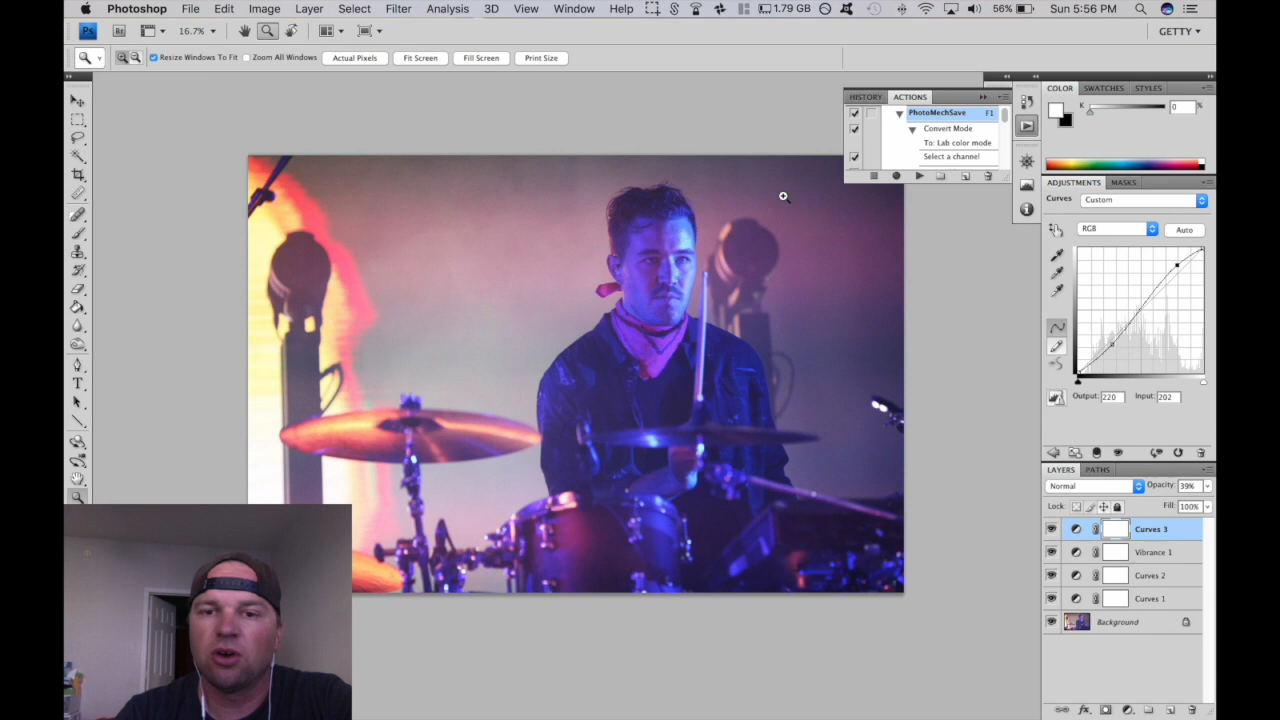 Photoshop File Edit Image Layer Select Filter Analysis 3D View Window Help 1.79 GB 56% Sun 5:56 PM
Ps Br 16.7% GETTY
Resize Windows To Fit Zoom All Windows Actual Pixels Fit Screen Fill Screen Print Size
HISTORY ACTIONS
PhotoMechSave F1
Convert Mode
To: Lab color mode
Select a channel
COLOR SWATCHES STYLES
K 0 %
ADJUSTMENTS MASKS
Curves Custom
RGB Auto
Output: 220 Input: 202
LAYERS PATHS
Normal Opacity: 39%
Lock: Fill: 100%
Curves 3
Vibrance 1
Curves 2
Curves 1
Background
fx
T